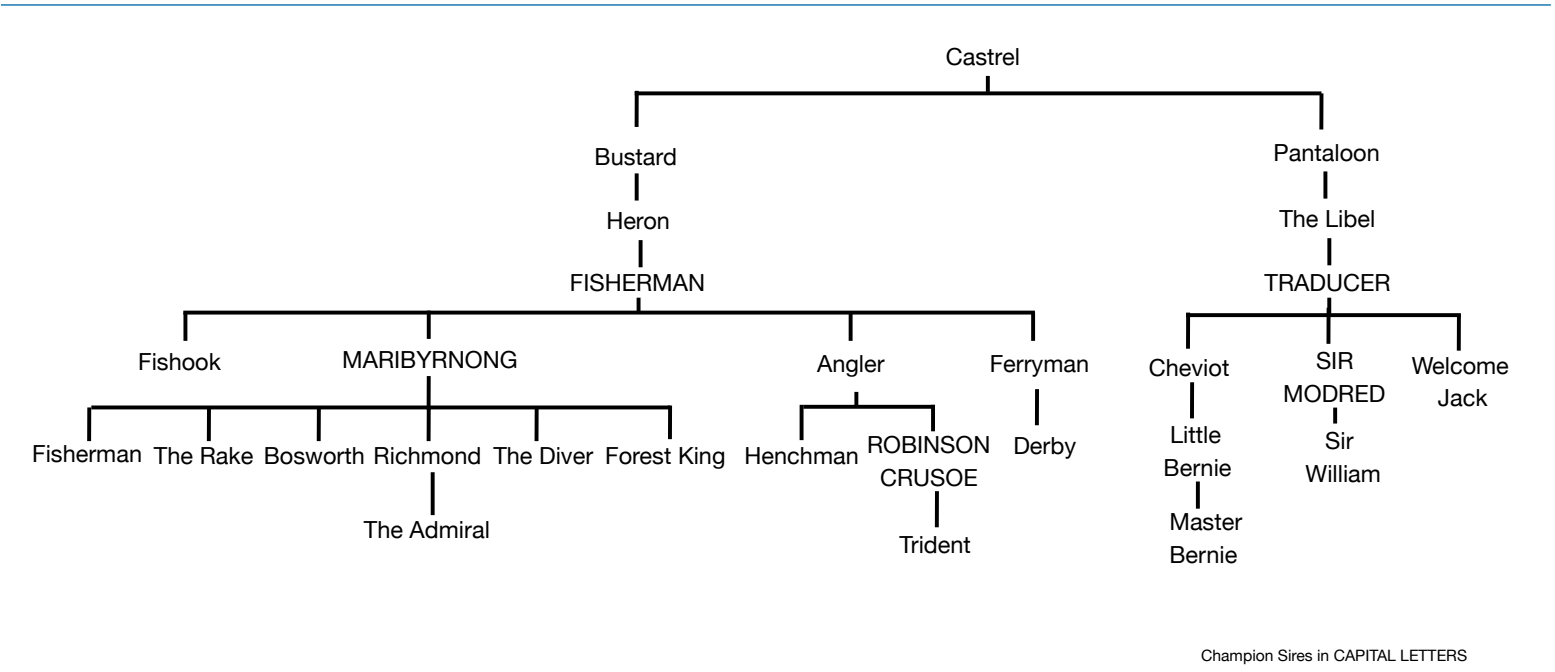 Castrel
Bustard
Pantaloon
Heron
The Libel
FISHERMAN
TRADUCER
Fishook
MARIBYRNONG
Angler
Ferryman
Cheviot
SIR
MODRED
Welcome
Jack
Fisherman
The Rake
Bosworth
Richmond
The Diver
Forest King
Henchman
ROBINSON
CRUSOE
Derby
Little
Bernie
Sir
William
The Admiral
Trident
Master
Bernie
Champion Sires in CAPITAL LETTERS